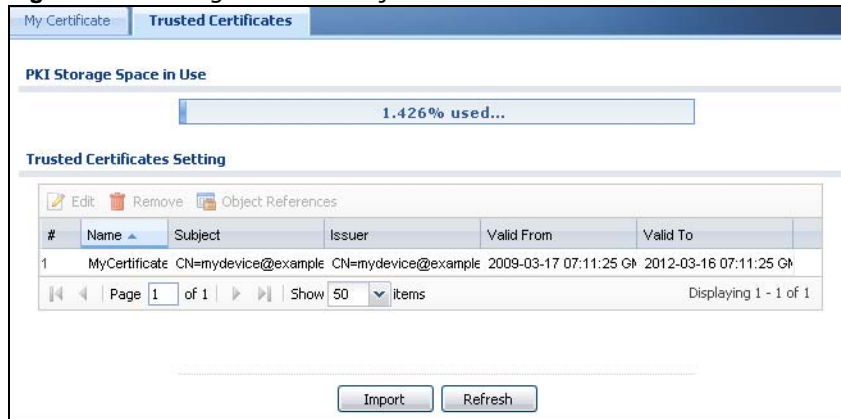 My Certificate Trusted Certificates
PKI Storage Space in Use
1.426% used...
Trusted Certificates Setting
Edit Remove Object References
# Name Subject Issuer Valid From Valid To
1 MyCertificate CN=mydevice@example CN=mydevice@example 2009-03-17 07:11:25 GM 2012-03-16 07:11:25 GM
Page 1 of 1 Show 50 items Displaying 1 - 1 of 1
Import Refresh